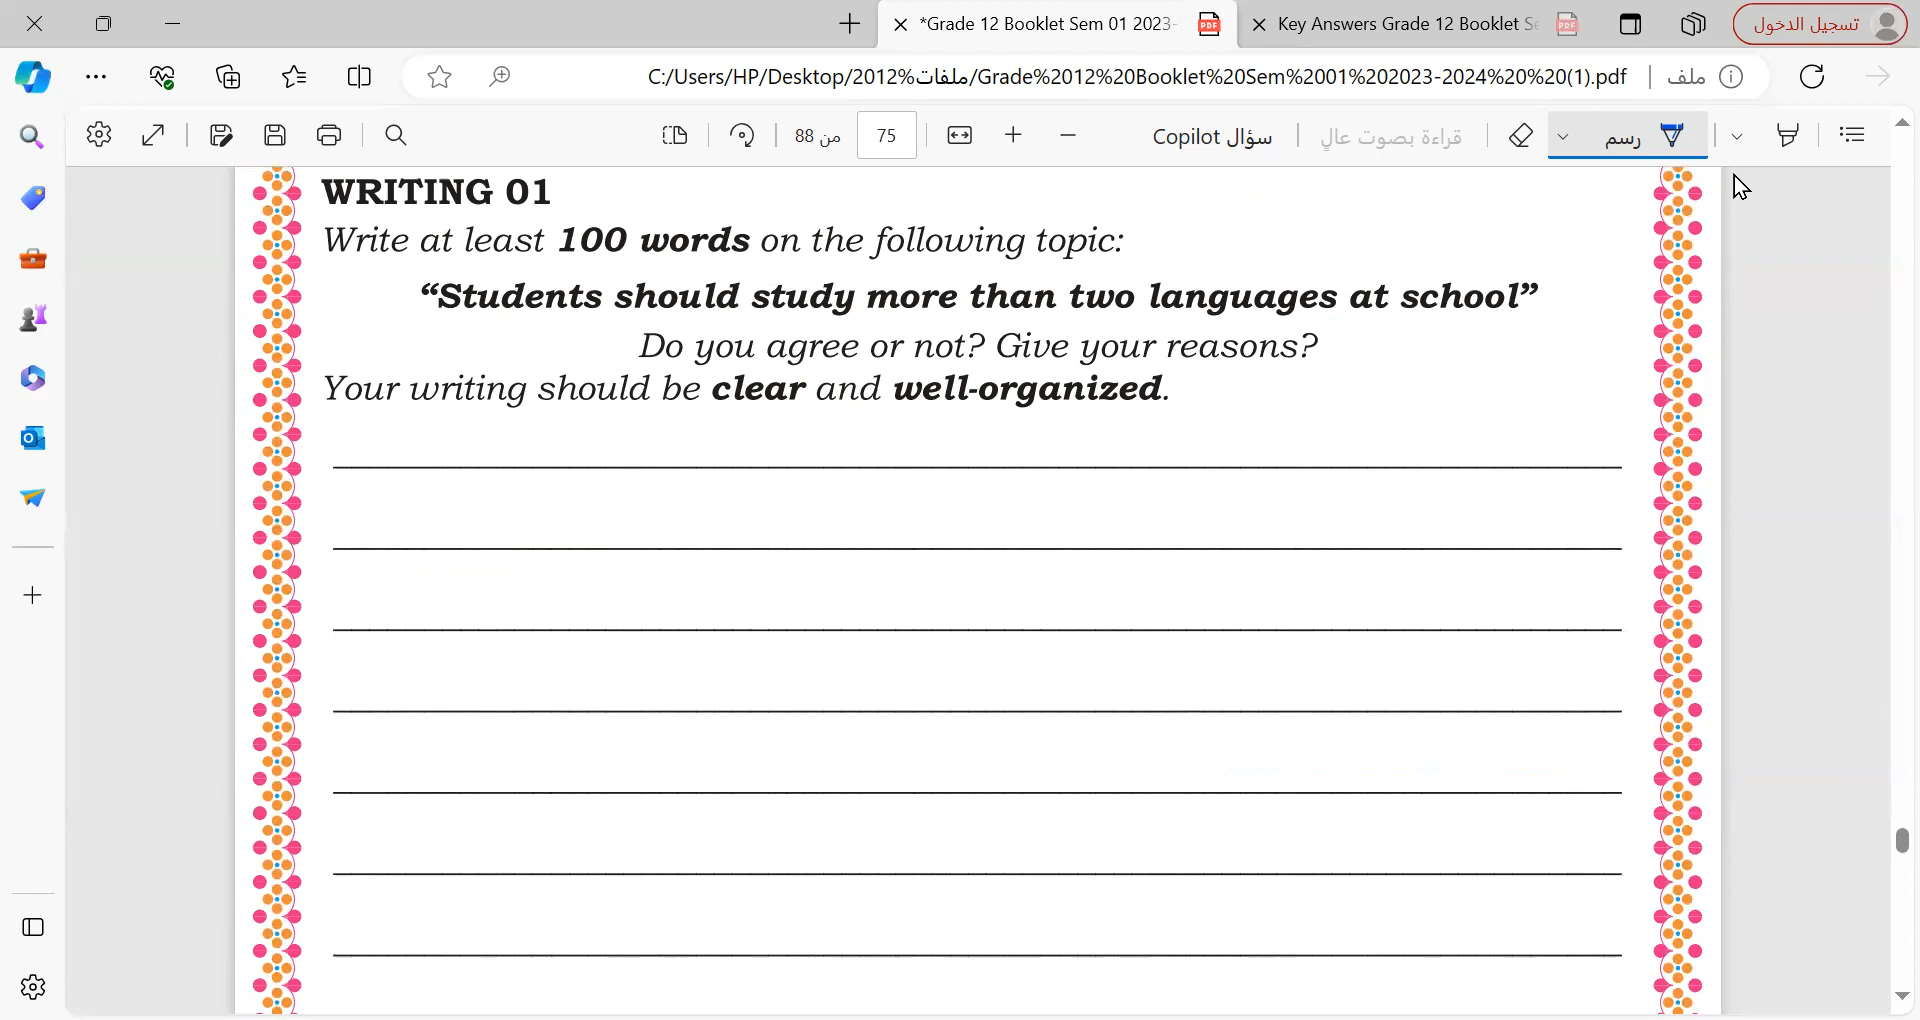 *Grade 12 Booklet Sem 01 2023-
Key Answers Grade 12 Booklet Se
تسجيل الدخول
C:/Users/HP/Desktop/2012%ملفات/Grade%2012%20Booklet%20Sem%2001%202023-2024%20%20(1).pdf
ملف
من 88
75
سؤال Copilot
قراءة بصوت عالٍ
رسم
WRITING 01
Write at least 100 words on the following topic:
“Students should study more than two languages at school”
Do you agree or not? Give your reasons?
Your writing should be clear and well-organized.